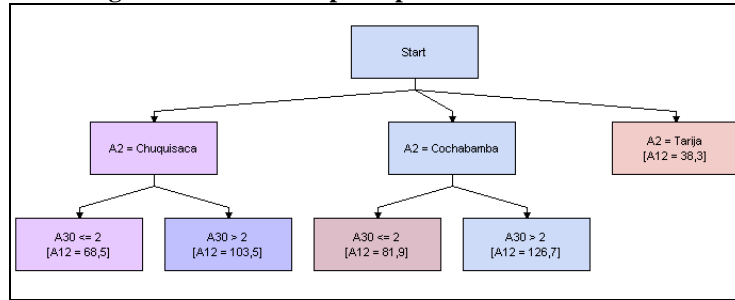 Start
A2 = Chuquisaca
A2 = Cochabamba
A2 = Tarija
[A12 = 38,3]
A30 <= 2
[A12 = 68,5]
A30 > 2
[A12 = 103,5]
A30 <= 2
[A12 = 81,9]
A30 > 2
[A12 = 126,7]